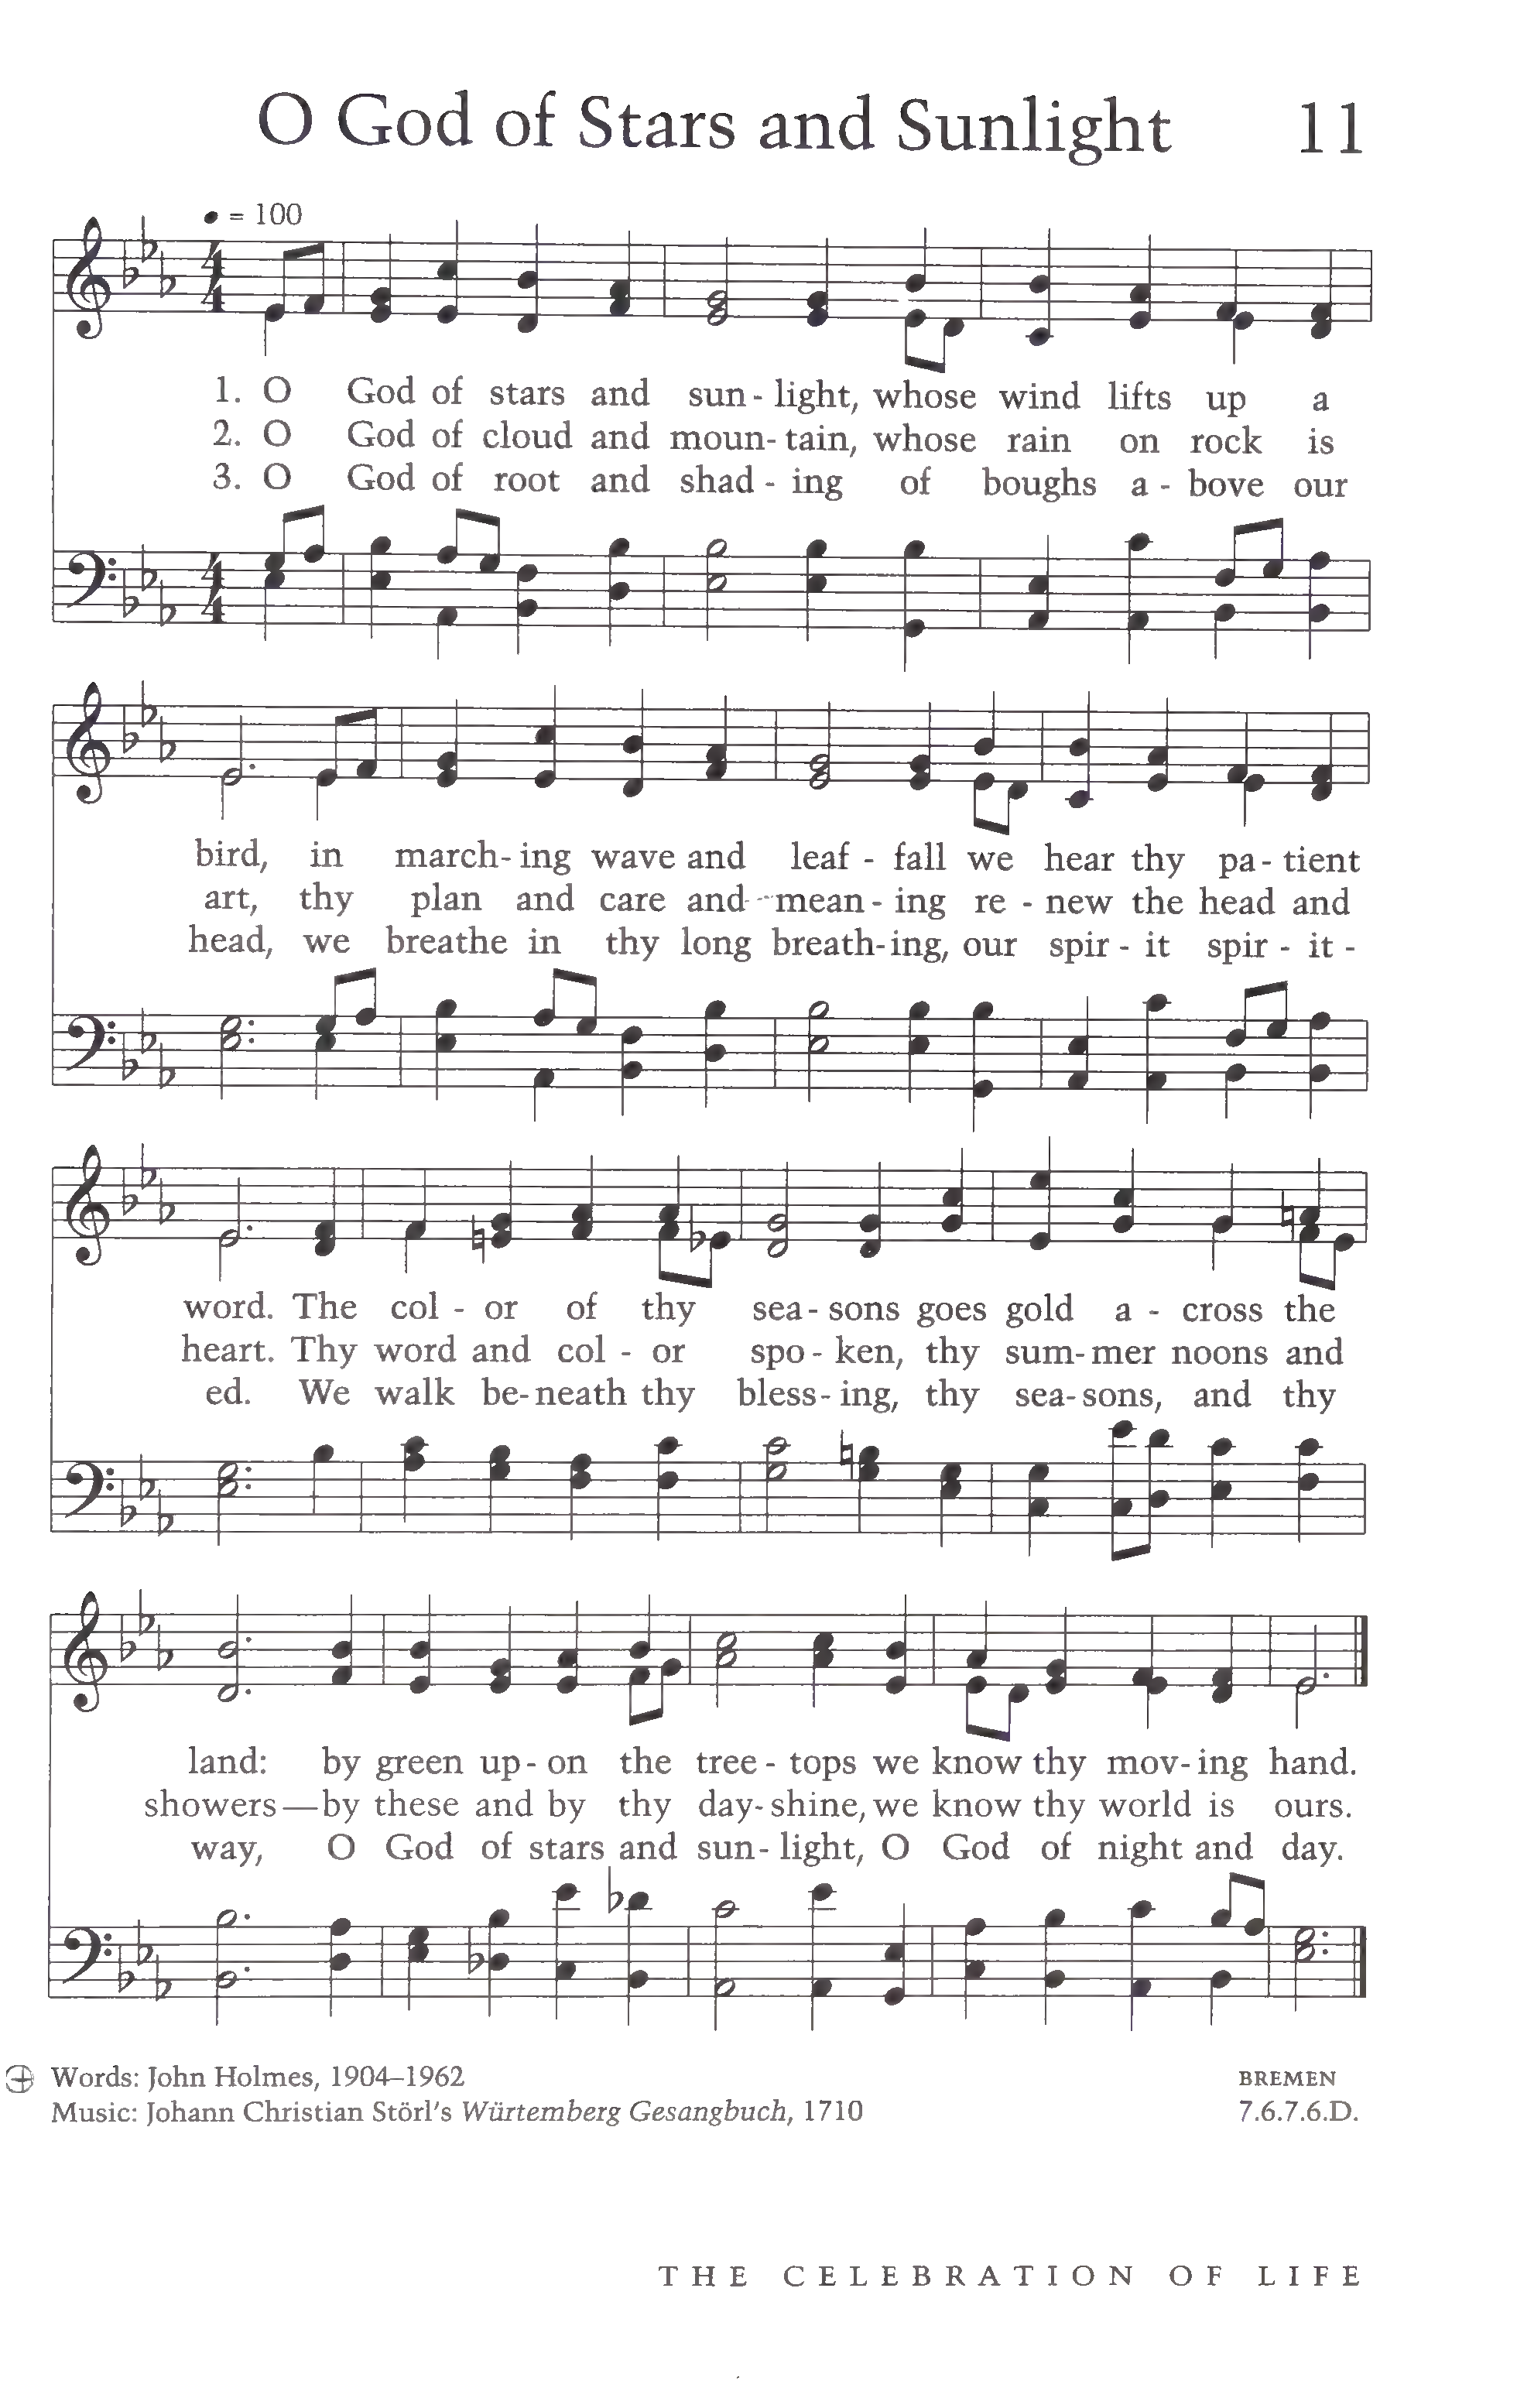 O God of Stars and Sunlight 11
= 100
1. O God of stars and sun - light, whose wind lifts up a
2. O God of cloud and moun - tain, whose rain on rock is
3. O God of root and shad - ing of boughs a - bove our
bird, in march - ing wave and leaf - fall we hear thy pa - tient
art, thy plan and care and mean - ing re - new the head and
head, we breathe in thy long breath - ing, our spir - it spir - it -
word. The col - or of thy sea - sons goes gold a - cross the
heart. Thy word and col - or spo - ken, thy sum - mer noons and
ed. We walk be - neath thy bless - ing, thy sea - sons, and thy
land: by green up - on the tree - tops we know thy mov - ing hand.
showers—by these and by thy day - shine, we know thy world is ours.
way, O God of stars and sun - light, O God of night and day.
Words: John Holmes, 1904–1962 BREMEN
Music: Johann Christian Störl's Würtemberg Gesangbuch, 1710 7.6.7.6.D.
THE CELEBRATION OF LIFE